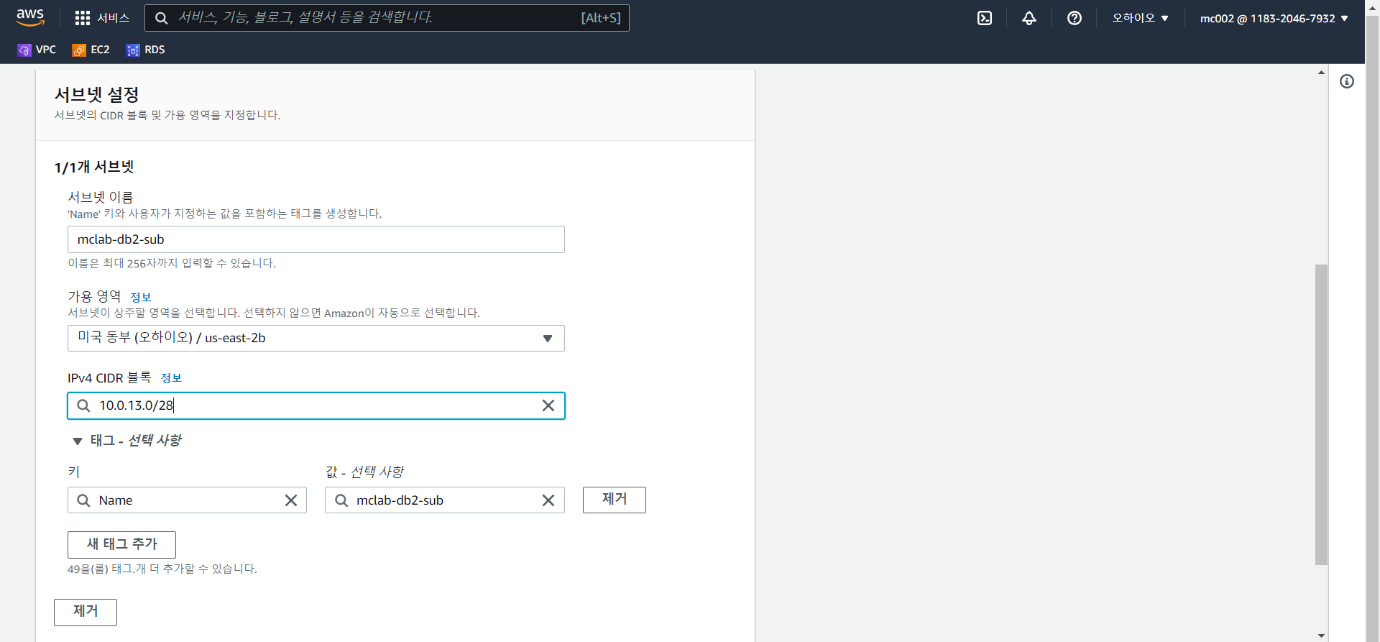 aws
서비스
서비스, 기능, 블로그, 설명서 등을 검색합니다.
[Alt+S]
오하이오
mc002 @ 1183-2046-7932
VPC
EC2
RDS
서브넷 설정
서브넷의 CIDR 블록 및 가용 영역을 지정합니다.
1/1개 서브넷
서브넷 이름
'Name' 키와 사용자가 지정하는 값을 포함하는 태그를 생성합니다.
mclab-db2-sub
이름은 최대 256자까지 입력할 수 있습니다.
가용 영역 정보
서브넷이 상주할 영역을 선택합니다. 선택하지 않으면 Amazon이 자동으로 선택합니다.
미국 동부 (오하이오) / us-east-2b
IPv4 CIDR 블록 정보
10.0.13.0/28
태그 - 선택 사항
키
값 - 선택 사항
Name
mclab-db2-sub
제거
새 태그 추가
49을(를) 태그.개 더 추가할 수 있습니다.
제거